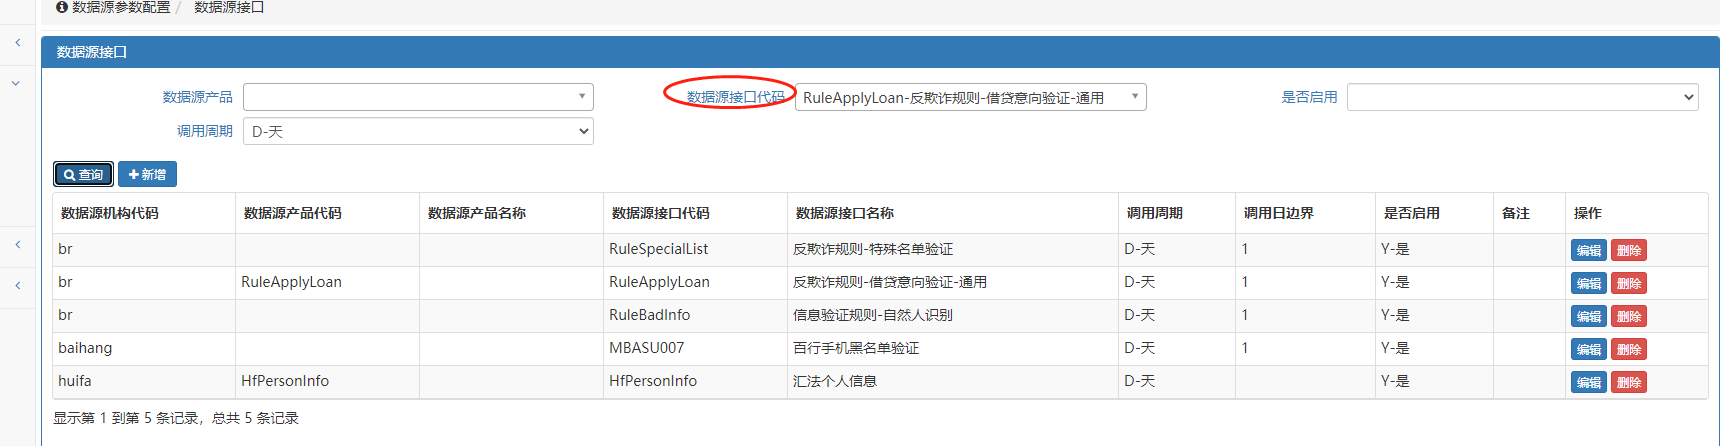 数据源参数配置 / 数据源接口
数据源接口
数据源产品 数据源接口代码 RuleApplyLoan-反欺诈规则-借贷意向验证-通用 是否启用
调用周期 D-天
查询 新增
数据源机构代码 数据源产品代码 数据源产品名称 数据源接口代码 数据源接口名称 调用周期 调用日边界 是否启用 备注 操作
br RuleSpecialList 反欺诈规则-特殊名单验证 D-天 1 Y-是 编辑 删除
br RuleApplyLoan RuleApplyLoan 反欺诈规则-借贷意向验证-通用 D-天 1 Y-是 编辑 删除
br RuleBadInfo 信息验证规则-自然人识别 D-天 1 Y-是 编辑 删除
baihang MBASU007 百行手机黑名单验证 D-天 1 Y-是 编辑 删除
huifa HfPersonInfo HfPersonInfo 汇法个人信息 D-天 Y-是 编辑 删除
显示第 1 到第 5 条记录，总共 5 条记录